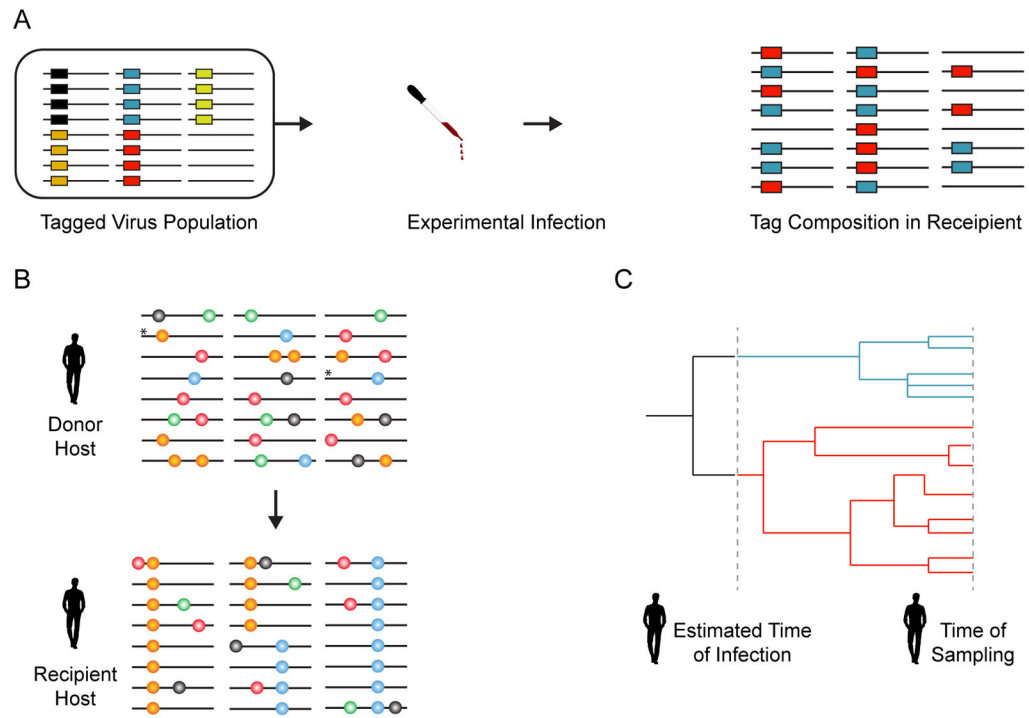 A
Tagged Virus Population
Experimental Infection
Tag Composition in Receipient
B
*
*
Donor
Host
Recipient
Host
C
Estimated Time
of Infection
Time of
Sampling